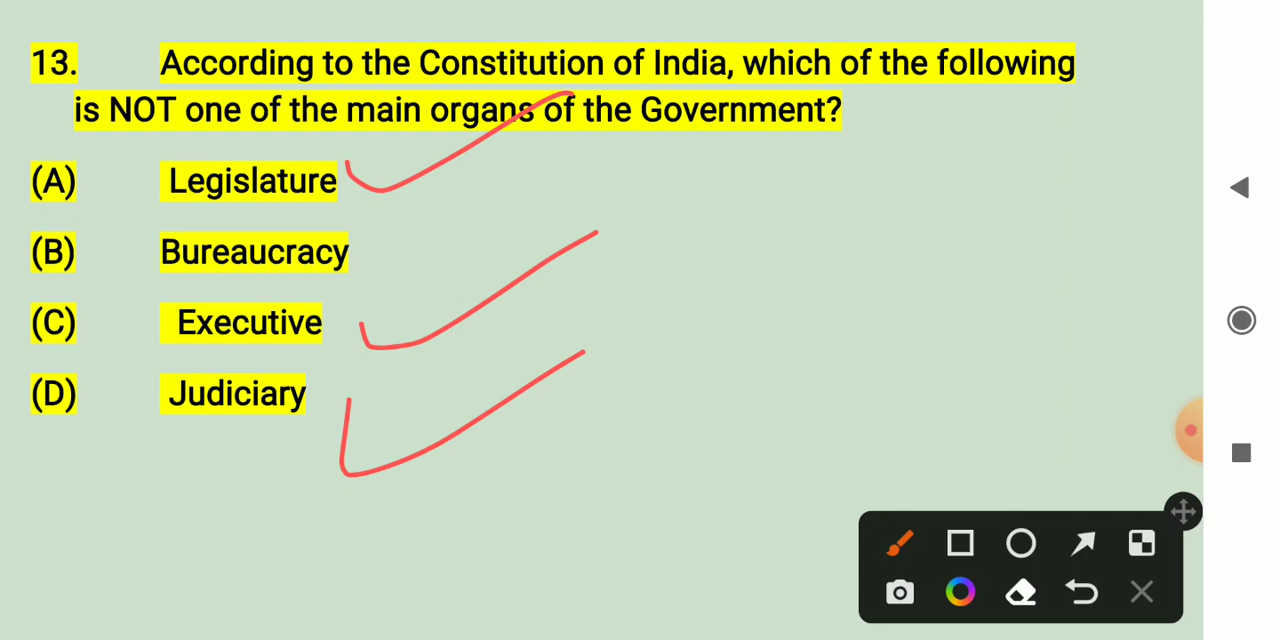 13. According to the Constitution of India, which of the following
is NOT one of the main organs of the Government?
(A) Legislature
(B) Bureaucracy
(C) Executive
(D) Judiciary